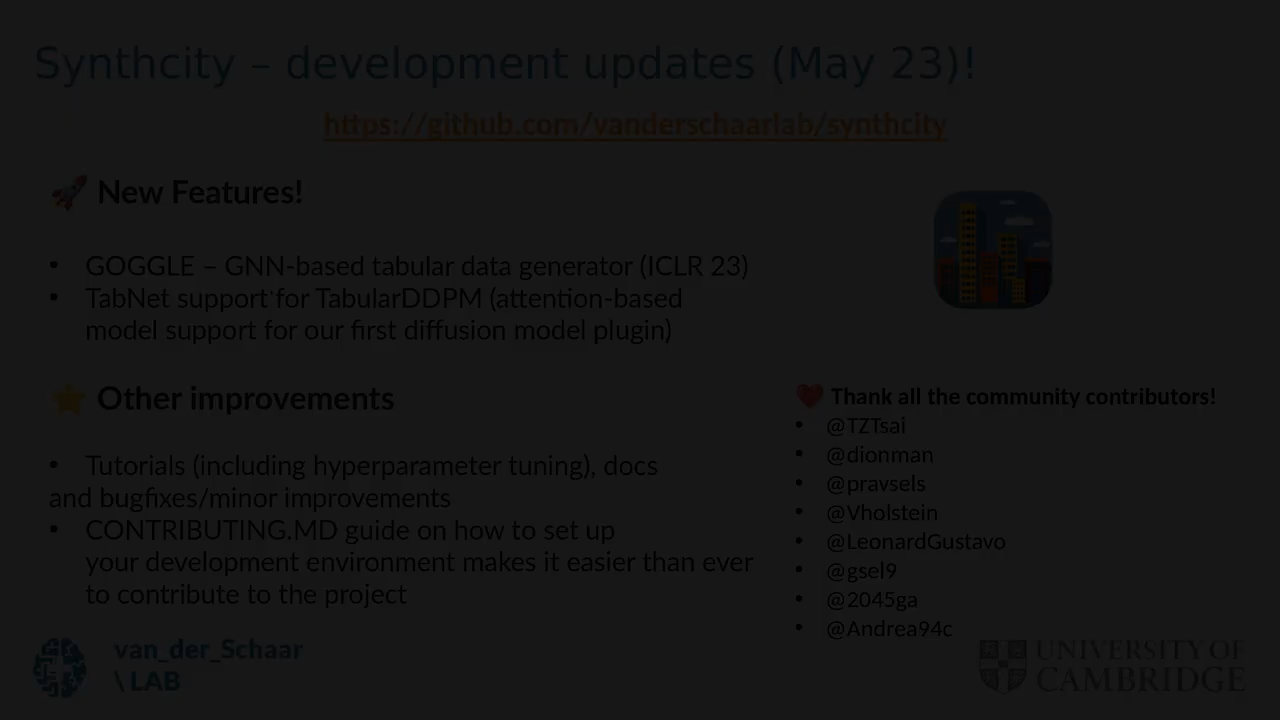 Synthcity – development updates (May 23)!
https://github.com/vanderschaarlab/synthcity
🚀 New Features!
• GOGGLE – GNN-based tabular data generator (ICLR 23)
• TabNet support for TabularDDPM (attention-based
model support for our first diffusion model plugin)
⭐ Other improvements
• Tutorials (including hyperparameter tuning), docs
and bugfixes/minor improvements
• CONTRIBUTING.MD guide on how to set up
your development environment makes it easier than ever
to contribute to the project
❤️ Thank all the community contributors!
• @TZTsai
• @dionman
• @pravsels
• @Vholstein
• @LeonardGustavo
• @gsel9
• @2045ga
• @Andrea94c
van_der_Schaar
\ LAB
UNIVERSITY OF
CAMBRIDGE